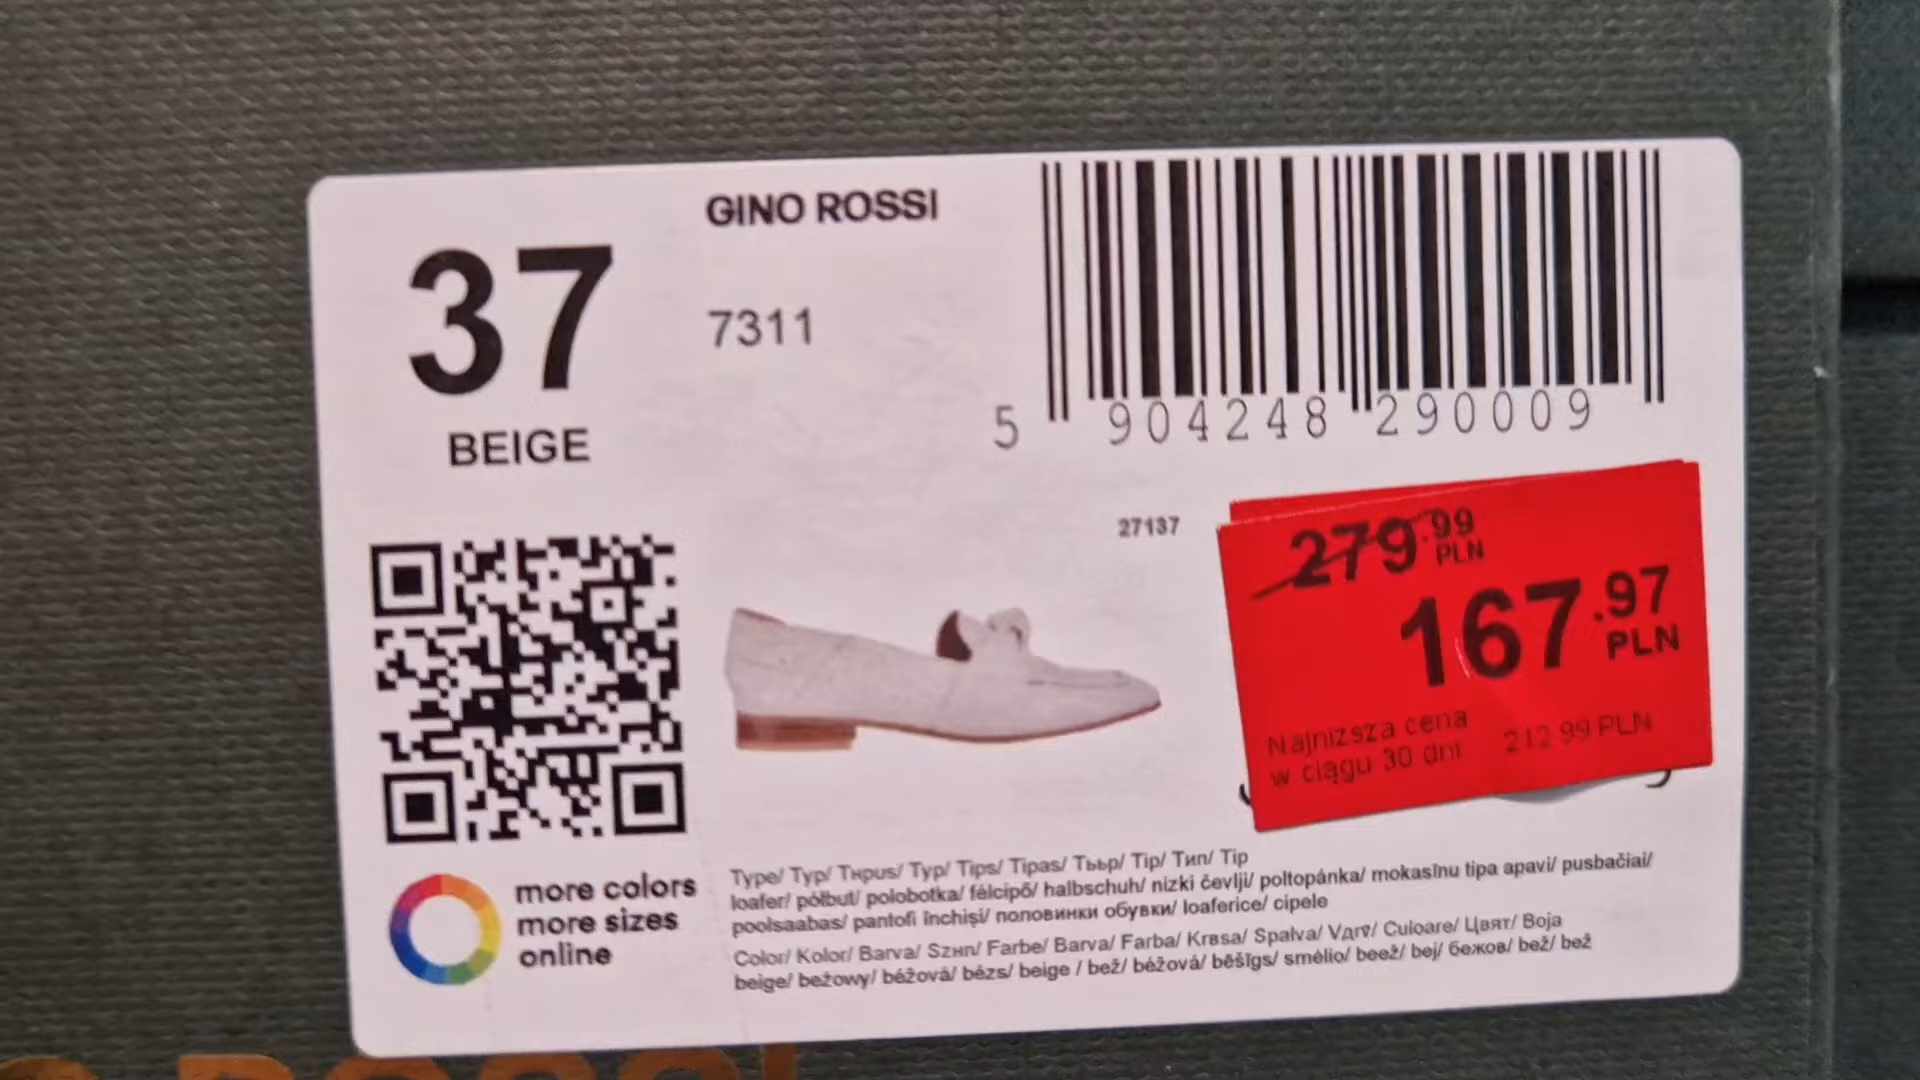 GINO ROSSI
37
7311
BEIGE
5 904248 290009
27137
279.99 PLN
167.97 PLN
Najniższa cena
w ciągu 30 dni 212.99 PLN
more colors
more sizes
online
Type/ Typ/ Typ/ Tips/ Tipas/ Tip/ Тип/ Tip
loafer/ półbut/ polobotka/ félcipő/ halbschuh/ nizki čevlji/ poltopánka/ mokasīnu tipa apavi/ pusbačiai/
poolsaabas/ pantofi închiși/ половинки обувки/ loaferice/ cipele
Color/ Kolor/ Barva/ Farbe/ Barva/ Farba/ Krāsa/ Spalva/ Culoare/ Цвят/ Boja
beige/ beżowy/ béžová/ bézs/ beige / bež/ béžová/ bēšīgs/ smėlio/ beež/ bej/ бежов/ bež/ bež